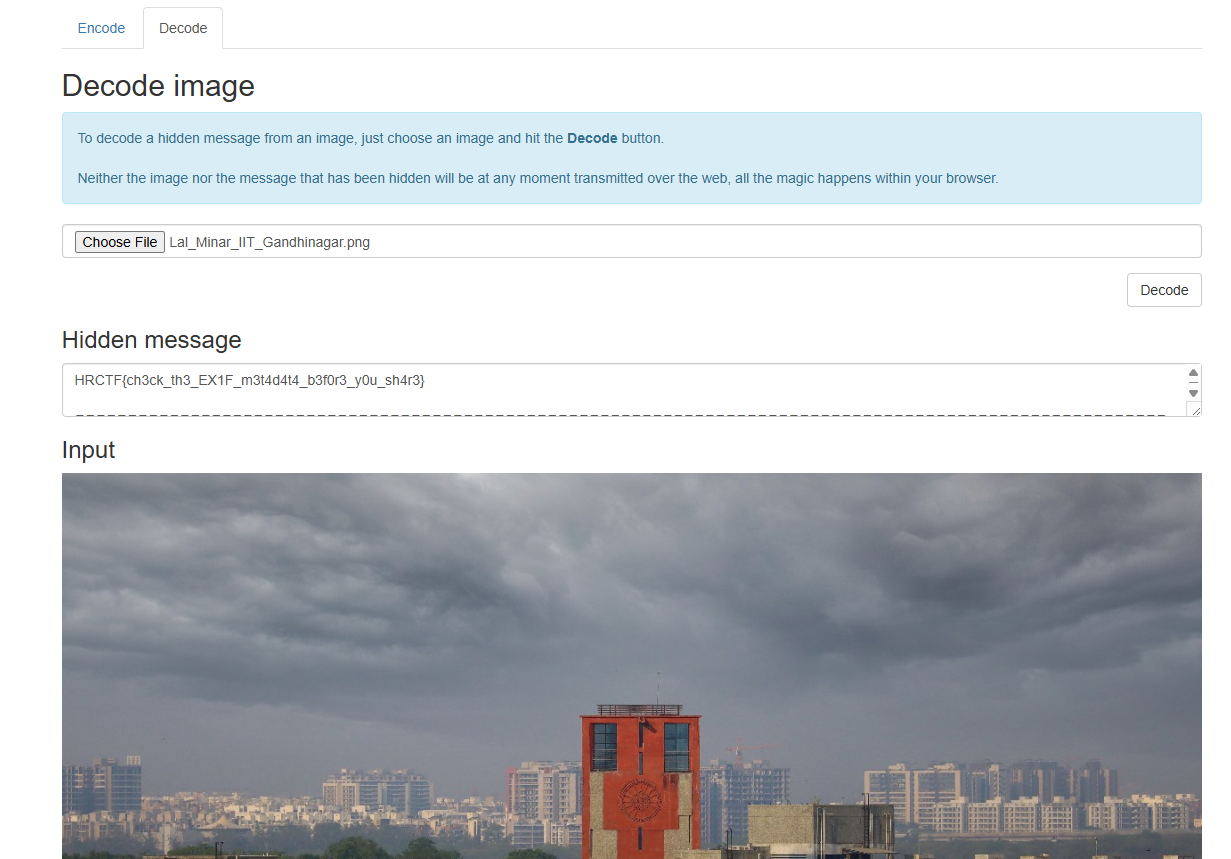 Encode Decode
Decode image
To decode a hidden message from an image, just choose an image and hit the Decode button.
Neither the image nor the message that has been hidden will be at any moment transmitted over the web, all the magic happens within your browser.
Choose File Lal_Minar_IIT_Gandhinagar.png
Decode
Hidden message
HRCTF{ch3ck_th3_EX1F_m3t4d4t4_b3f0r3_y0u_sh4r3}
Input